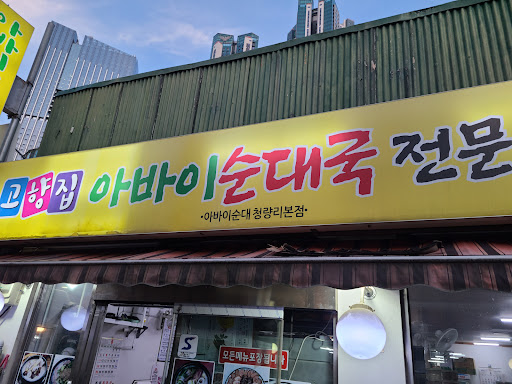 고향집 아바이순대국 전문
•아바이순대 청량리본점•
모든메뉴포장됩니다